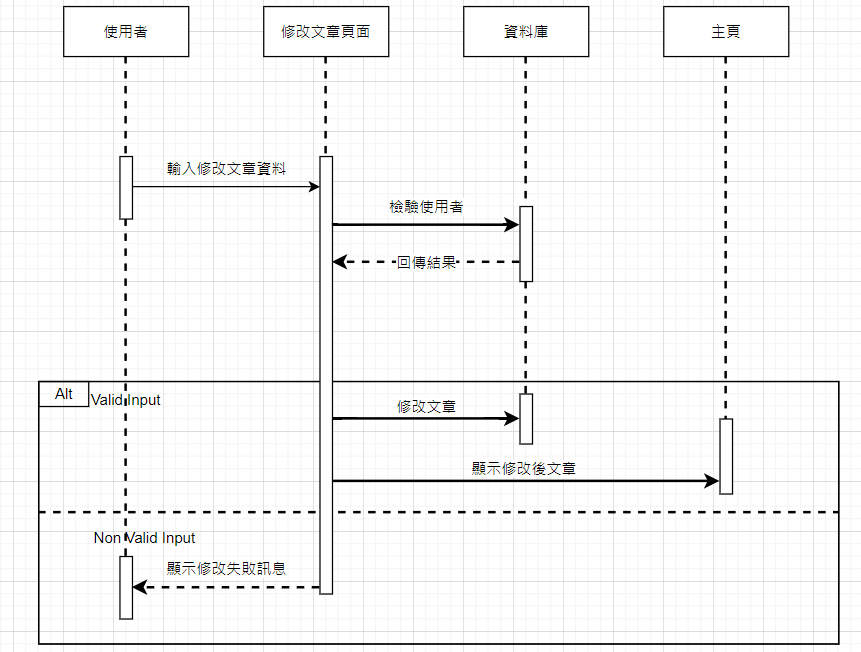 使用者
修改文章頁面
資料庫
主頁
輸入修改文章資料
檢驗使用者
回傳結果
Alt
Valid Input
修改文章
顯示修改後文章
Non Valid Input
顯示修改失敗訊息